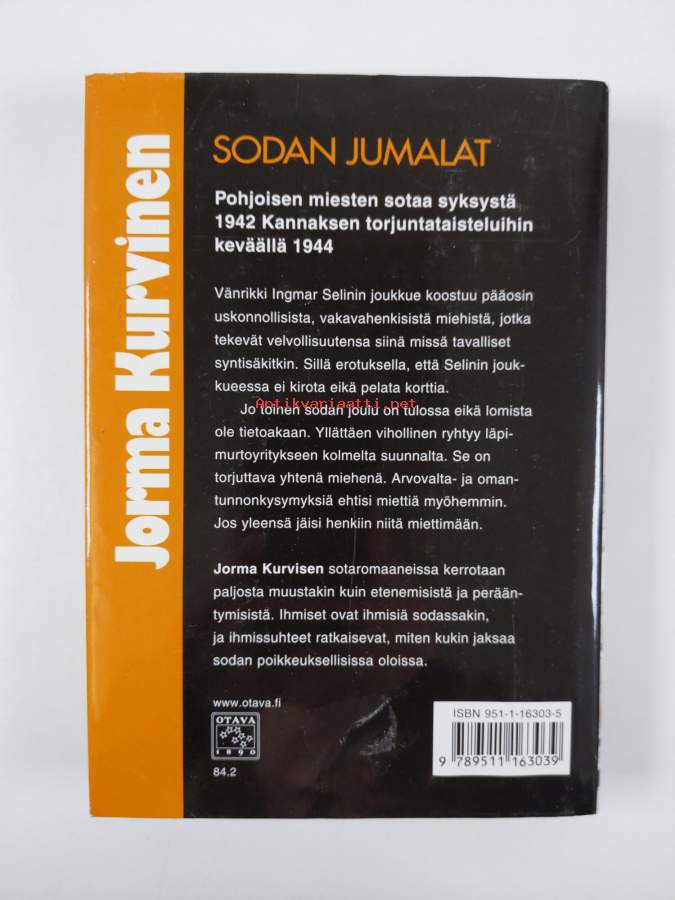 Jorma Kurvinen
SODAN JUMALAT
Pohjoisen miesten sotaa syksystä
1942 Kannaksen torjuntataisteluihin
keväällä 1944
Vänrikki Ingmar Selinin joukkue koostuu pääosin
uskonnollisista, vakavahenkisistä miehistä, jotka
tekevät velvollisuutensa siinä missä tavalliset
syntisäkitkin. Sillä erotuksella, että Selinin jouk-
kueessa ei kirota eikä pelata korttia.
Antikvariaatti.net
Jo toinen sodan joulu on tulossa eikä lomista
ole tietoakaan. Yllättäen vihollinen ryhtyy läpi-
murtoyritykseen kolmelta suunnalta. Se on
torjuttava yhtenä miehenä. Arvovalta- ja oman-
tunnonkysymyksiä ehtisi miettiä myöhemmin.
Jos yleensä jäisi henkiin niitä miettimään.
Jorma Kurvisen sotaromaaneissa kerrotaan
paljosta muustakin kuin etenemisistä ja perään-
tymisistä. Ihmiset ovat ihmisiä sodassakin,
ja ihmissuhteet ratkaisevat, miten kukin jaksaa
sodan poikkeuksellisissa oloissa.
www.otava.fi
OTAVA
1890
84.2
ISBN 951-1-16303-5
9 789511 163039